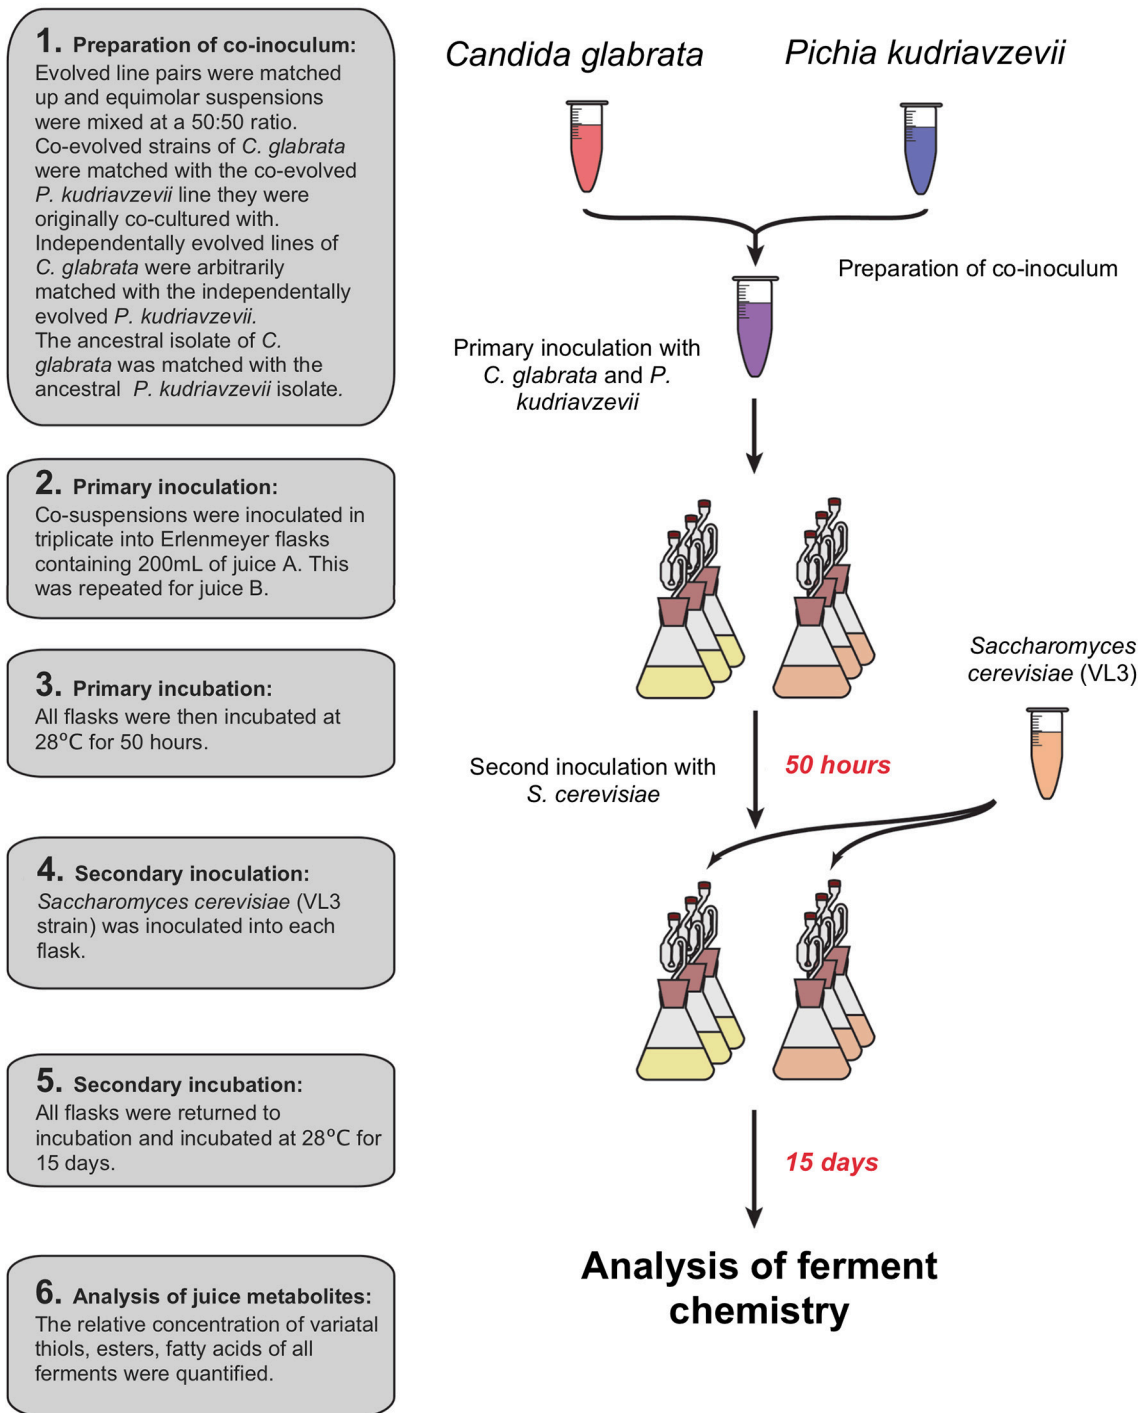 1. Preparation of co-inoculum:
Evolved line pairs were matched
up and equimolar suspensions
were mixed at a 50:50 ratio.
Co-evolved strains of C. glabrata
were matched with the co-evolved
P. kudriavzevii line they were
originally co-cultured with.
Independentally evolved lines of
C. glabrata were arbitrarily
matched with the independentally
evolved P. kudriavzevii.
The ancestral isolate of C.
glabrata was matched with the
ancestral P. kudriavzevii isolate.
2. Primary inoculation:
Co-suspensions were inoculated in
triplicate into Erlenmeyer flasks
containing 200mL of juice A. This
was repeated for juice B.
3. Primary incubation:
All flasks were then incubated at
28ºC for 50 hours.
4. Secondary inoculation:
Saccharomyces cerevisiae (VL3
strain) was inoculated into each
flask.
5. Secondary incubation:
All flasks were returned to
incubation and incubated at 28ºC for
15 days.
6. Analysis of juice metabolites:
The relative concentration of variatal
thiols, esters, fatty acids of all
ferments were quantified.
Candida glabrata
Pichia kudriavzevii
Preparation of co-inoculum
Primary inoculation with
C. glabrata and P.
kudriavzevii
Saccharomyces
cerevisiae (VL3)
Second inoculation with
S. cerevisiae
50 hours
15 days
Analysis of ferment
chemistry